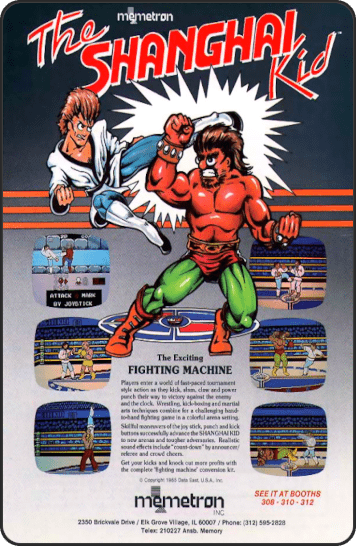 memetron
The
SHANGHAI
Kid
ATTACK MARK
BY JOYSTICK
The Exciting
FIGHTING MACHINE
Players enter a world of fast-paced tournament
style action as they kick, shout, claw and power
punch their way to victory against the enemy
and the clock. Wrestling, kick-boxing and martial
arts techniques combine for a challenging hand-
to-hand fighting game in a colorful arena setting.
Skillful maneuvers of the joy stick, punch and kick
buttons successfully advance the SHANGHAI KID
to new arenas and tougher adversaries. Realistic
sound effects include "count-down" by announcer/
referee and crowd cheers.
Get your kicks and knock out more profits with
the complete "fighting machine" conversion kit.
© Copyright 1985 Data East, U.S.A., Inc.
memetron
INC
SEE IT AT BOOTHS
308 - 310 - 312
2350 Brickvale Drive / Elk Grove Village, IL 60007 / Phone: (312) 595-2828
Telex: 210227 Ansb. Memory